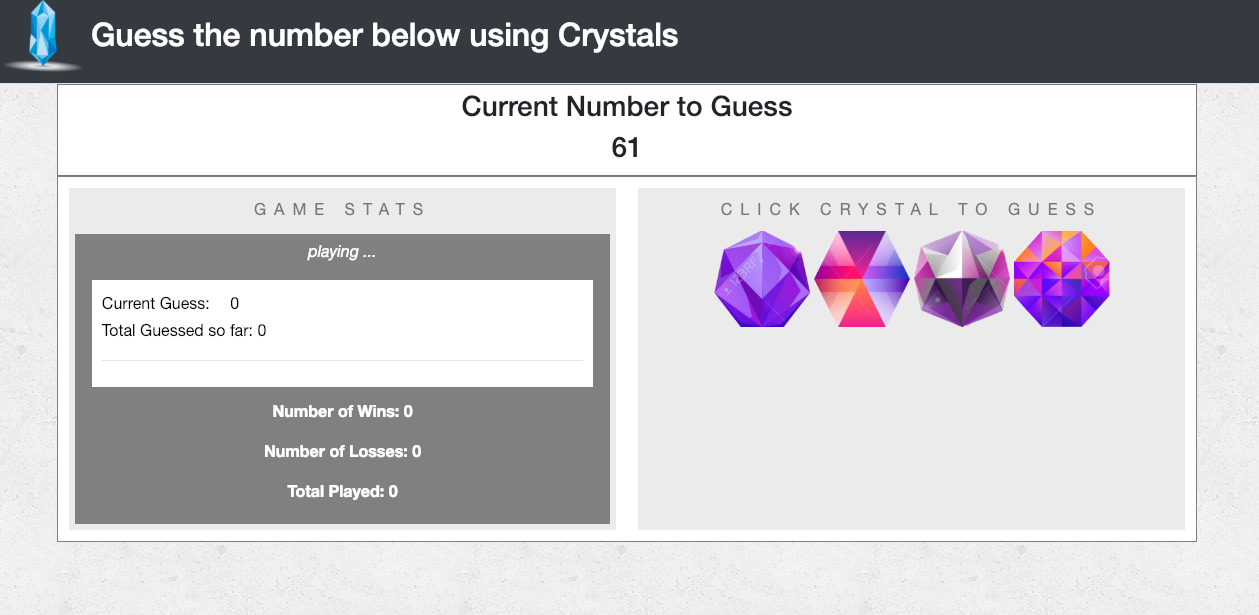 Guess the number below using Crystals
Current Number to Guess
61
GAME STATS
playing ...
Current Guess: 0
Total Guessed so far: 0
Number of Wins: 0
Number of Losses: 0
Total Played: 0
CLICK CRYSTAL TO GUESS
123RF